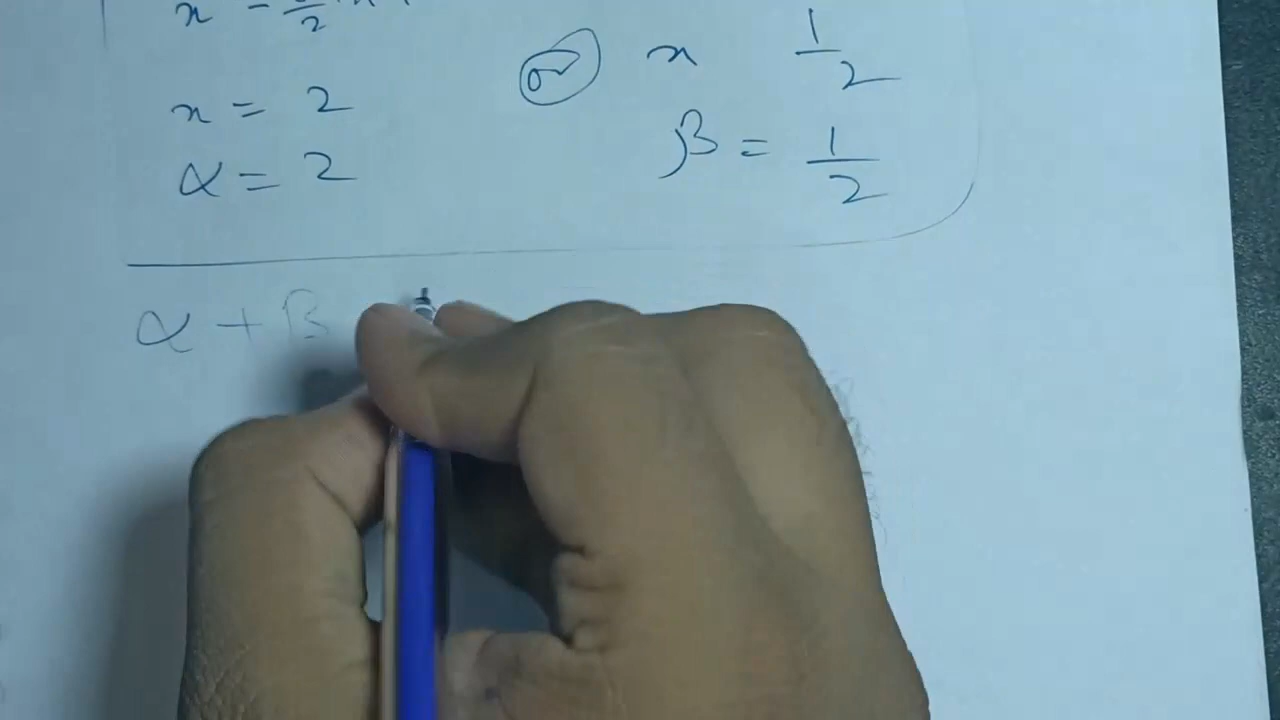 x = 2
α = 2
or x 1/2
β = 1/2
α + β